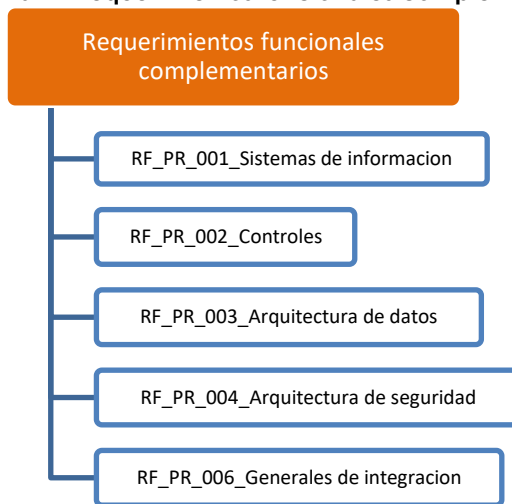 Requerimientos funcionales
complementarios
RF_PR_001_Sistemas de informacion
RF_PR_002_Controles
RF_PR_003_Arquitectura de datos
RF_PR_004_Arquitectura de seguridad
RF_PR_006_Generales de integracion